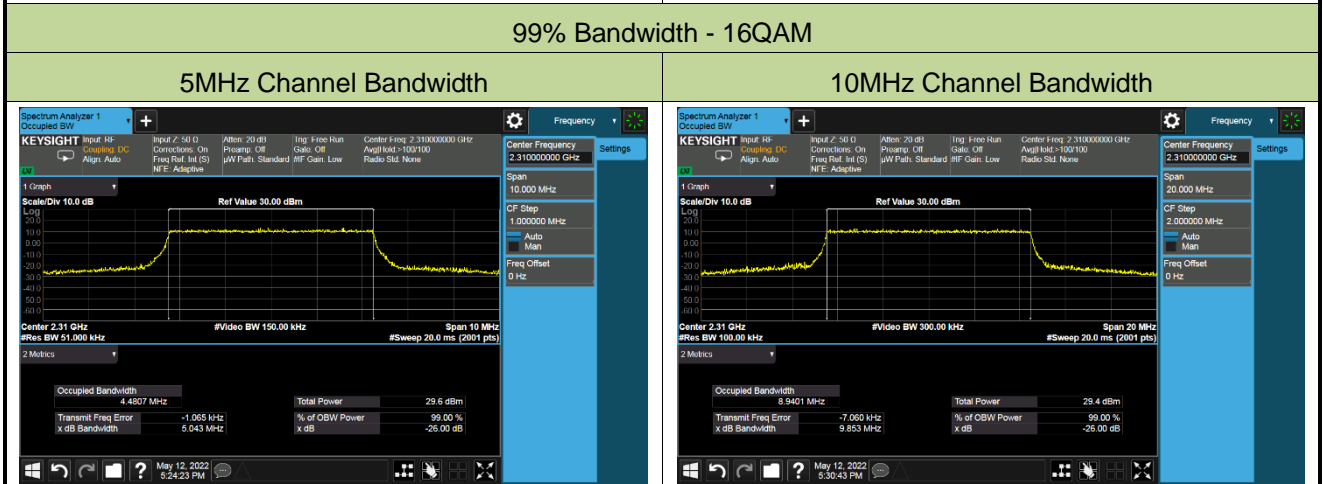 99% Bandwidth - 16QAM
5MHz Channel Bandwidth
10MHz Channel Bandwidth
Spectrum Analyzer 1
Occupied BW
Frequency
KEYSIGHT
Input: RF
Coupling: DC
Align: Auto
Input Z: 50 Ω
Corrections: On
Freq Ref: Int (S)
NFE: Adaptive
Atten: 20 dB
Preamp: Off
µW Path: Standard
Trig: Free Run
Gate: Off
#IF Gain: Low
Center Freq: 2.310000000 GHz
Avg|Hold:>100/100
Radio Std: None
Center Frequency
2.310000000 GHz
Settings
Span
10.000 MHz
CF Step
1.000000 MHz
Auto
Man
Freq Offset
0 Hz
1 Graph
Scale/Div 10.0 dB
Ref Value 30.00 dBm
Log
20.0
10.0
0.00
-10.0
-20.0
-30.0
-40.0
-50.0
-60.0
Center 2.31 GHz
#Video BW 150.00 kHz
Span 10 MHz
#Res BW 51.000 kHz
#Sweep 20.0 ms (2001 pts)
2 Metrics
Occupied Bandwidth
4.4807 MHz
Total Power 29.6 dBm
Transmit Freq Error -1.065 kHz
% of OBW Power 99.00 %
x dB Bandwidth 5.043 MHz
x dB -26.00 dB
May 12, 2022
5:24:23 PM
Spectrum Analyzer 1
Occupied BW
Frequency
KEYSIGHT
Input: RF
Coupling: DC
Align: Auto
Input Z: 50 Ω
Corrections: On
Freq Ref: Int (S)
NFE: Adaptive
Atten: 20 dB
Preamp: Off
µW Path: Standard
Trig: Free Run
Gate: Off
#IF Gain: Low
Center Freq: 2.310000000 GHz
Avg|Hold:>100/100
Radio Std: None
Center Frequency
2.310000000 GHz
Settings
Span
20.000 MHz
CF Step
2.000000 MHz
Auto
Man
Freq Offset
0 Hz
1 Graph
Scale/Div 10.0 dB
Ref Value 30.00 dBm
Log
20.0
10.0
0.00
-10.0
-20.0
-30.0
-40.0
-50.0
-60.0
Center 2.31 GHz
#Video BW 300.00 kHz
Span 20 MHz
#Res BW 100.00 kHz
#Sweep 20.0 ms (2001 pts)
2 Metrics
Occupied Bandwidth
8.9401 MHz
Total Power 29.4 dBm
Transmit Freq Error -7.060 kHz
% of OBW Power 99.00 %
x dB Bandwidth 9.853 MHz
x dB -26.00 dB
May 12, 2022
5:30:43 PM